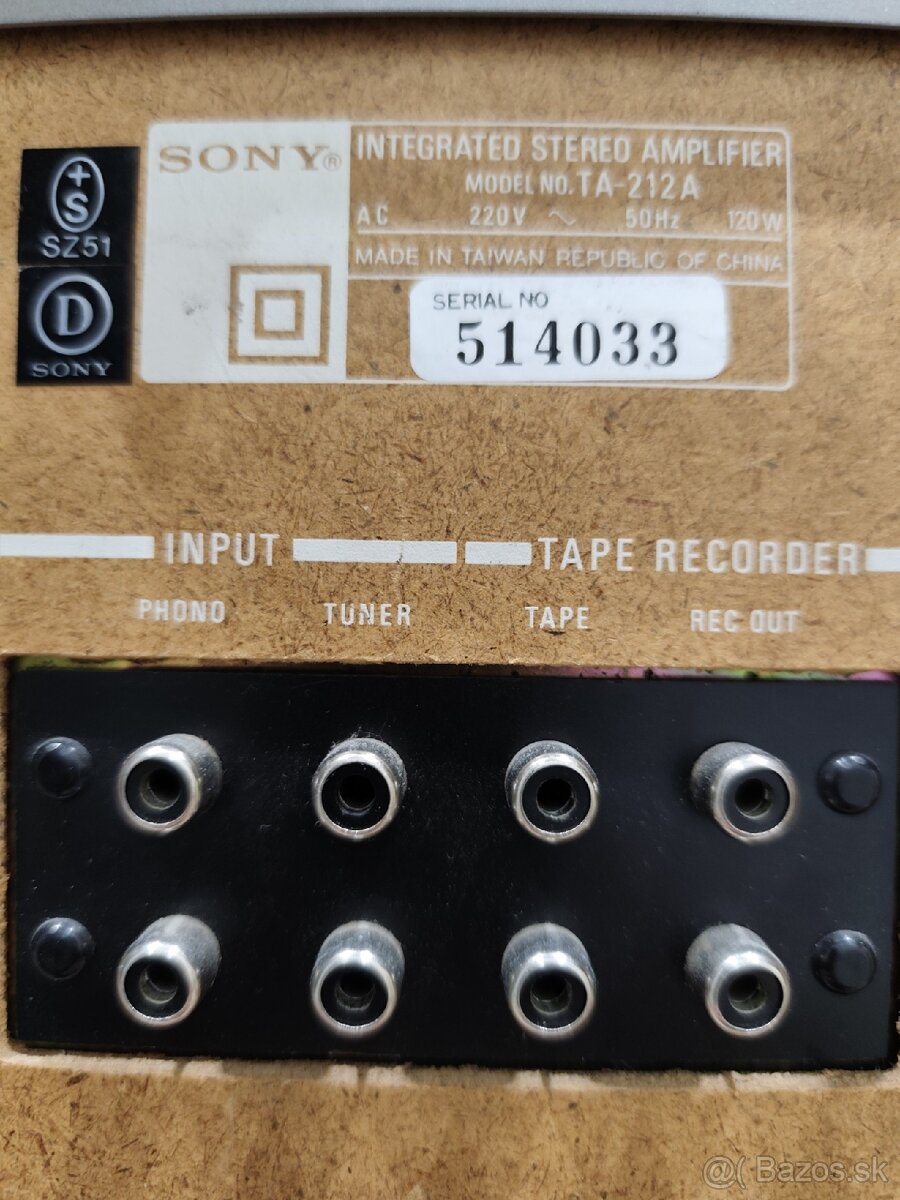 +S
SZ51
D
SONY
SONY®
INTEGRATED STEREO AMPLIFIER
MODEL NO. TA-212A
AC 220V ~ 50Hz 120W
MADE IN TAIWAN REPUBLIC OF CHINA
SERIAL NO
514033
INPUT TAPE RECORDER
PHONO TUNER TAPE REC OUT
@( Bazos.sk